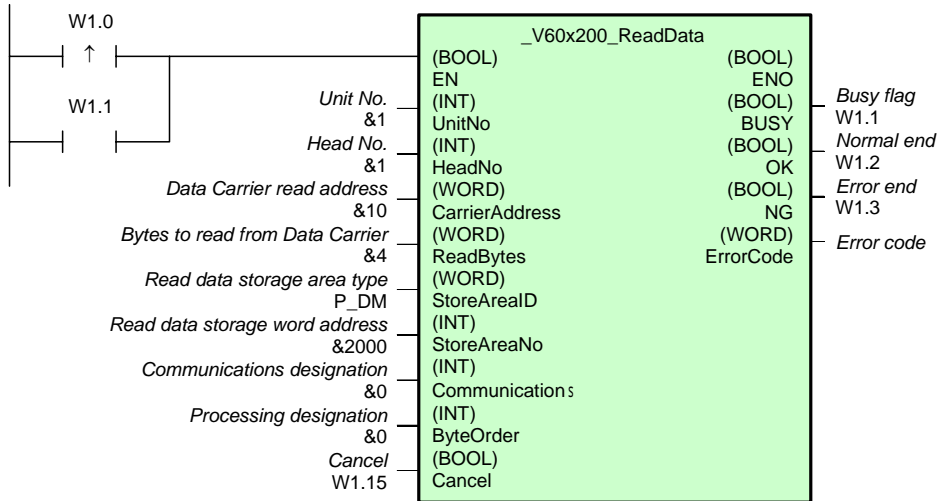 W1.0
↑
W1.1
_V60x200_ReadData
(BOOL) (BOOL)
EN ENO
Unit No. (INT) (BOOL) Busy flag
&1 UnitNo BUSY W1.1
Head No. (INT) (BOOL) Normal end
&1 HeadNo OK W1.2
Data Carrier read address (WORD) (BOOL) Error end
&10 CarrierAddress NG W1.3
Bytes to read from Data Carrier (WORD) (WORD) Error code
&4 ReadBytes ErrorCode
Read data storage area type (WORD)
P_DM StoreAreaID
Read data storage word address (INT)
&2000 StoreAreaNo
Communications designation (INT)
&0 Communications
Processing designation (INT)
&0 ByteOrder
Cancel (BOOL)
W1.15 Cancel